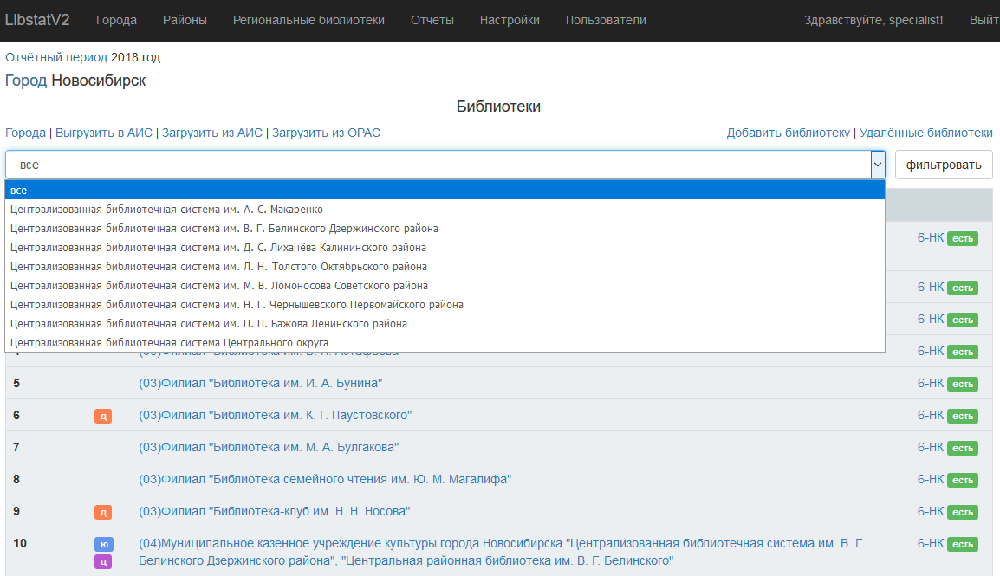 LibstatV2 Города Районы Региональные библиотеки Отчёты Настройки Пользователи Здравствуйте, specialist! Выйт
Отчётный период 2018 год
Город Новосибирск
Библиотеки
Города | Выгрузить в АИС | Загрузить из АИС | Загрузить из ОРАС Добавить библиотеку | Удалённые библиотеки
все фильтровать
все
Централизованная библиотечная система им. А. С. Макаренко
Централизованная библиотечная система им. В. Г. Белинского Дзержинского района
6-НК есть
Централизованная библиотечная система им. Д. С. Лихачёва Калининского района
Централизованная библиотечная система им. Л. Н. Толстого Октябрьского района
Централизованная библиотечная система им. М. В. Ломоносова Советского района
6-НК есть
Централизованная библиотечная система им. Н. Г. Чернышевского Первомайского района
Централизованная библиотечная система им. П. П. Бажова Ленинского района
6-НК есть
Централизованная библиотечная система Центрального округа
4 (03)Филиал "Библиотека им. В. П. Астафьева" 6-НК есть
5 (03)Филиал "Библиотека им. И. А. Бунина" 6-НК есть
6 д (03)Филиал "Библиотека им. К. Г. Паустовского" 6-НК есть
7 (03)Филиал "Библиотека им. М. А. Булгакова" 6-НК есть
8 (03)Филиал "Библиотека семейного чтения им. Ю. М. Магалифа" 6-НК есть
9 д (03)Филиал "Библиотека-клуб им. Н. Н. Носова" 6-НК есть
10 ю (04)Муниципальное казенное учреждение культуры города Новосибирска "Централизованная библиотечная система им. В. Г. 6-НК есть
ц Белинского Дзержинского района", "Центральная районная библиотека им. В. Г. Белинского"